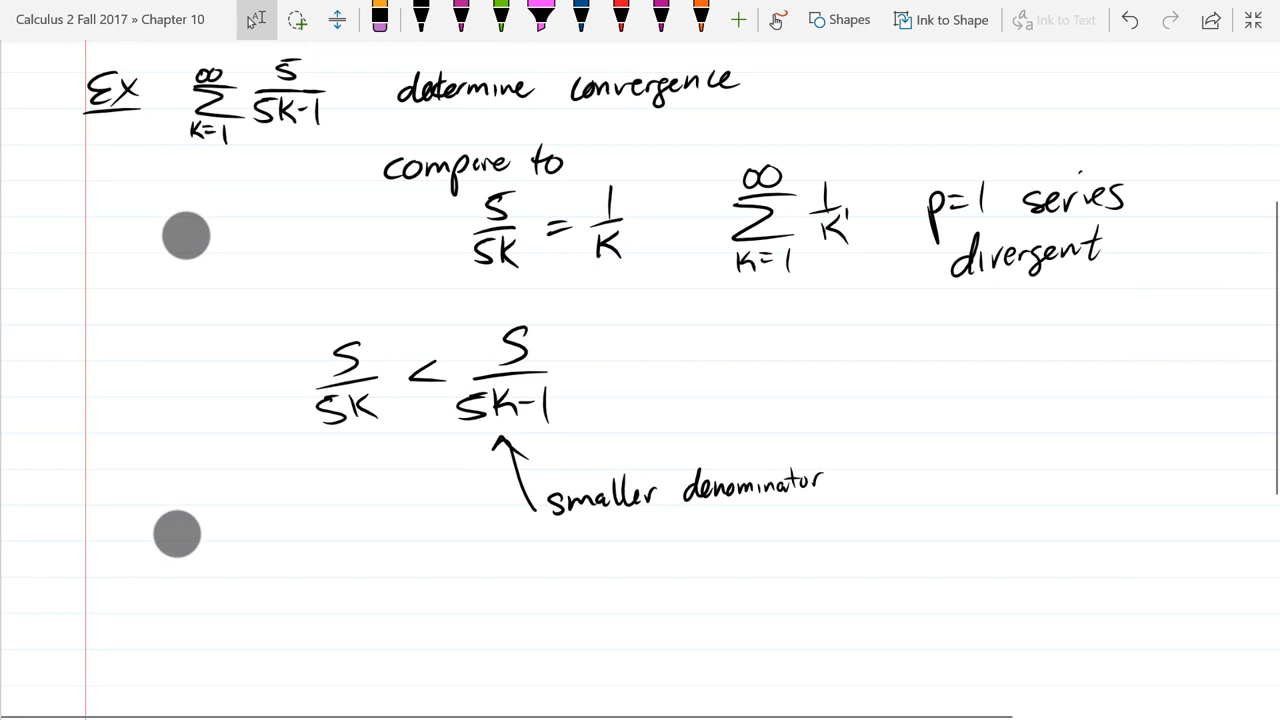 Calculus 2 Fall 2017 » Chapter 10
Shapes
Ink to Shape
Ink to Text
Ex ∞∑k=1 5/(5k-1) determine convergence
compare to
5/5k = 1/k ∞∑k=1 1/k¹ p=1 series
divergent
5/5k < 5/(5k-1)
smaller denominator